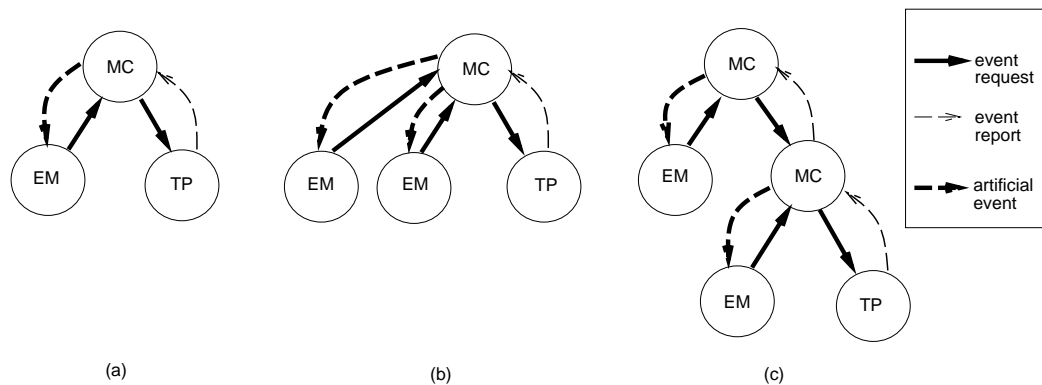 MC
EM
TP
(a)
MC
EM
EM
TP
(b)
MC
EM
MC
EM
TP
(c)
event
request
event
report
artificial
event